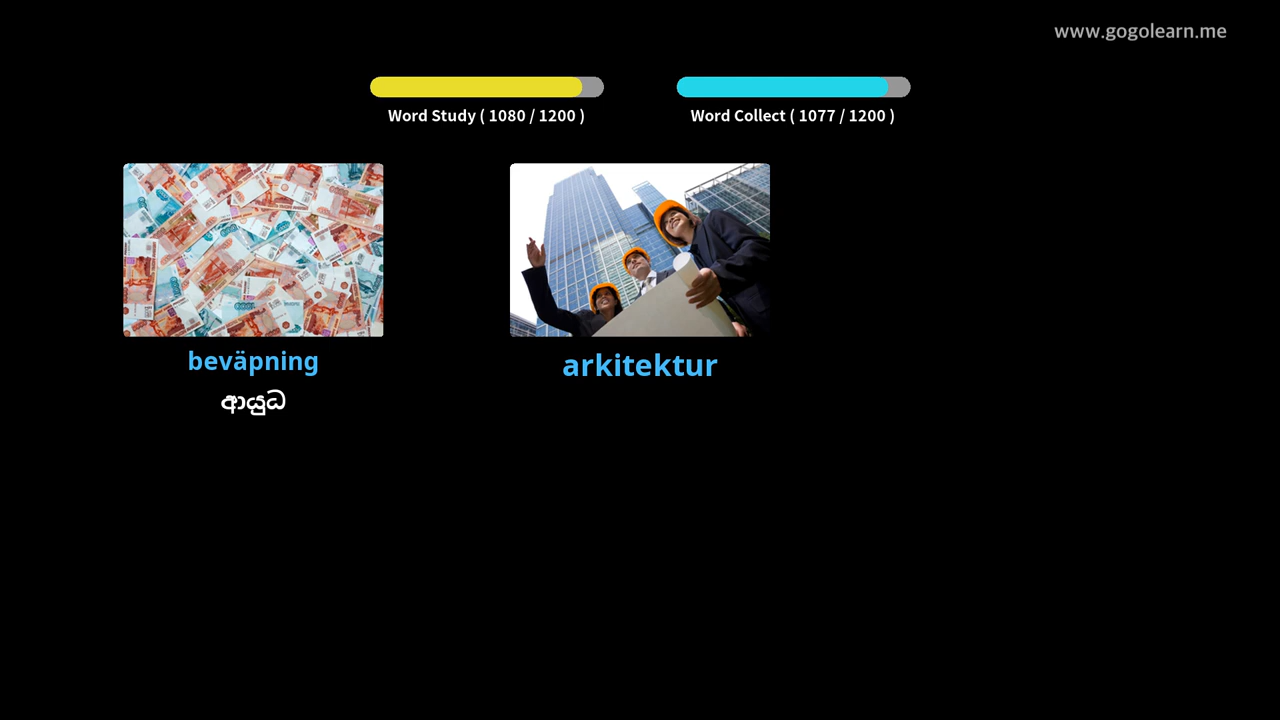 www.gogolearn.me
Word Study ( 1080 / 1200 )
Word Collect ( 1077 / 1200 )
beväpning
arkitektur
ආයුධ